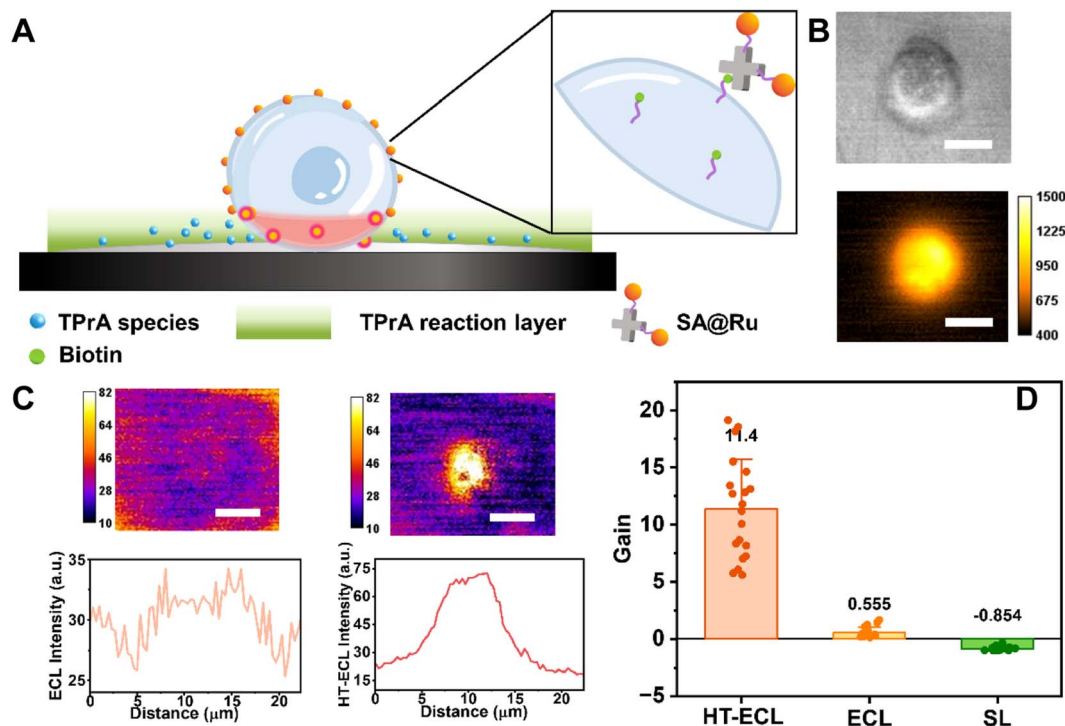 A
B
TPrA species
TPrA reaction layer
SA@Ru
Biotin
1500
1225
950
675
400
C
82
64
46
28
10
82
64
46
28
10
ECL Intensity (a.u.)
35
30
25
0 5 10 15 20
Distance (μm)
HT-ECL Intensity (a.u.)
75
60
45
30
15
0 5 10 15 20
Distance (μm)
D
Gain
20
15
10
5
0
−5
11.4
0.555
-0.854
HT-ECL ECL SL